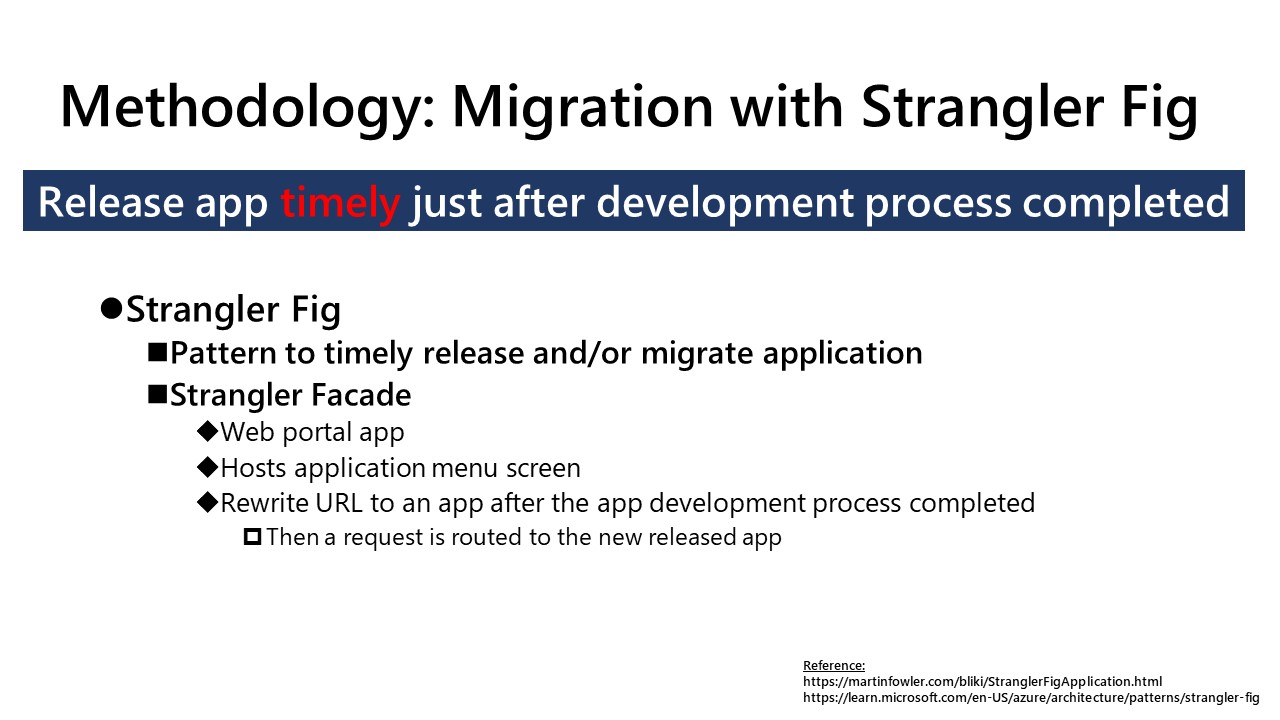 Methodology: Migration with Strangler Fig
Release app timely just after development process completed
●Strangler Fig
■Pattern to timely release and/or migrate application
■Strangler Facade
◆Web portal app
◆Hosts application menu screen
◆Rewrite URL to an app after the app development process completed
Then a request is routed to the new released app
Reference:
https://martinfowler.com/bliki/StranglerFigApplication.html
https://learn.microsoft.com/en-US/azure/architecture/patterns/strangler-fig